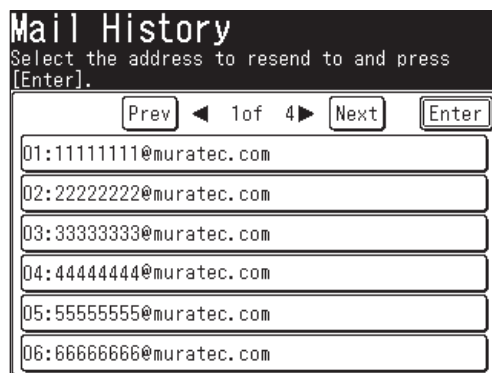 Mail History
Select the address to resend to and press
[Enter].
Prev ◀ 1of 4▶ Next Enter
01:11111111@muratec.com
02:22222222@muratec.com
03:33333333@muratec.com
04:44444444@muratec.com
05:55555555@muratec.com
06:66666666@muratec.com